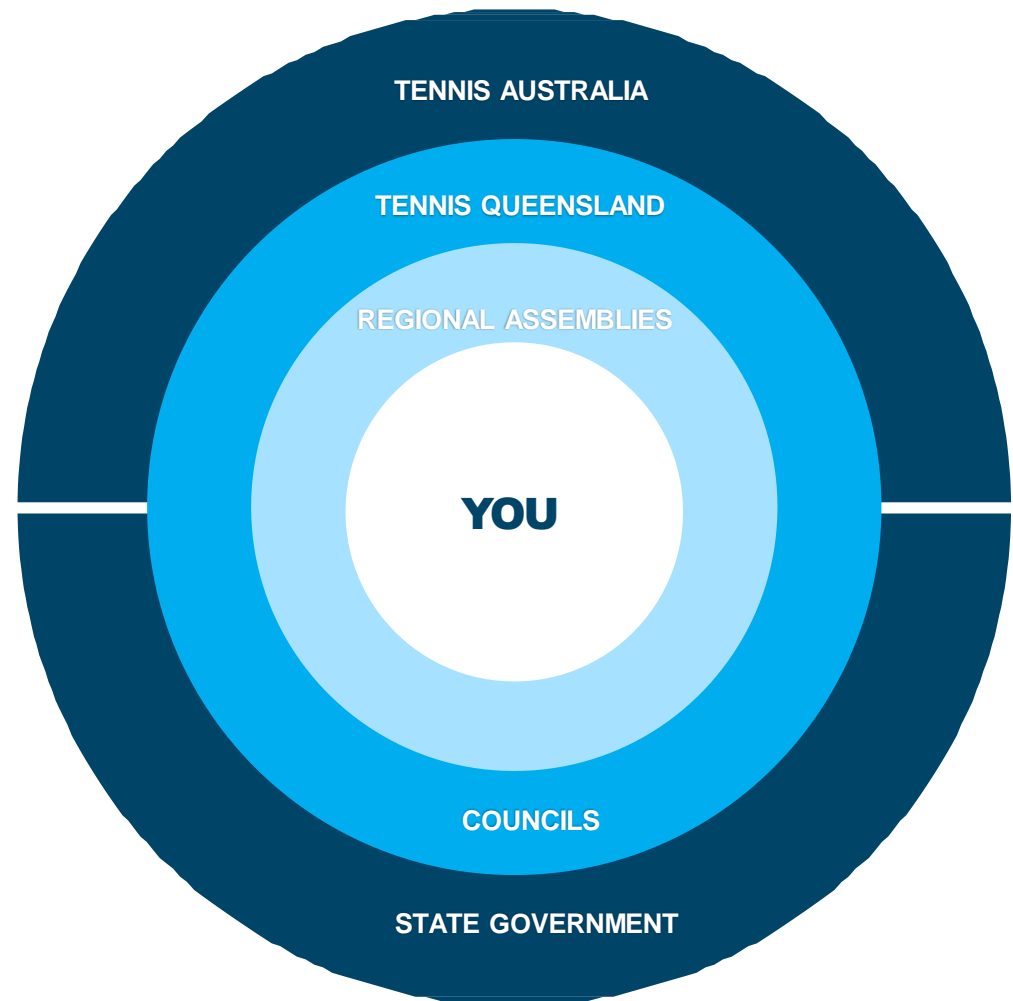 TENNIS AUSTRALIA
TENNIS QUEENSLAND
REGIONAL ASSEMBLIES
YOU
COUNCILS
STATE GOVERNMENT